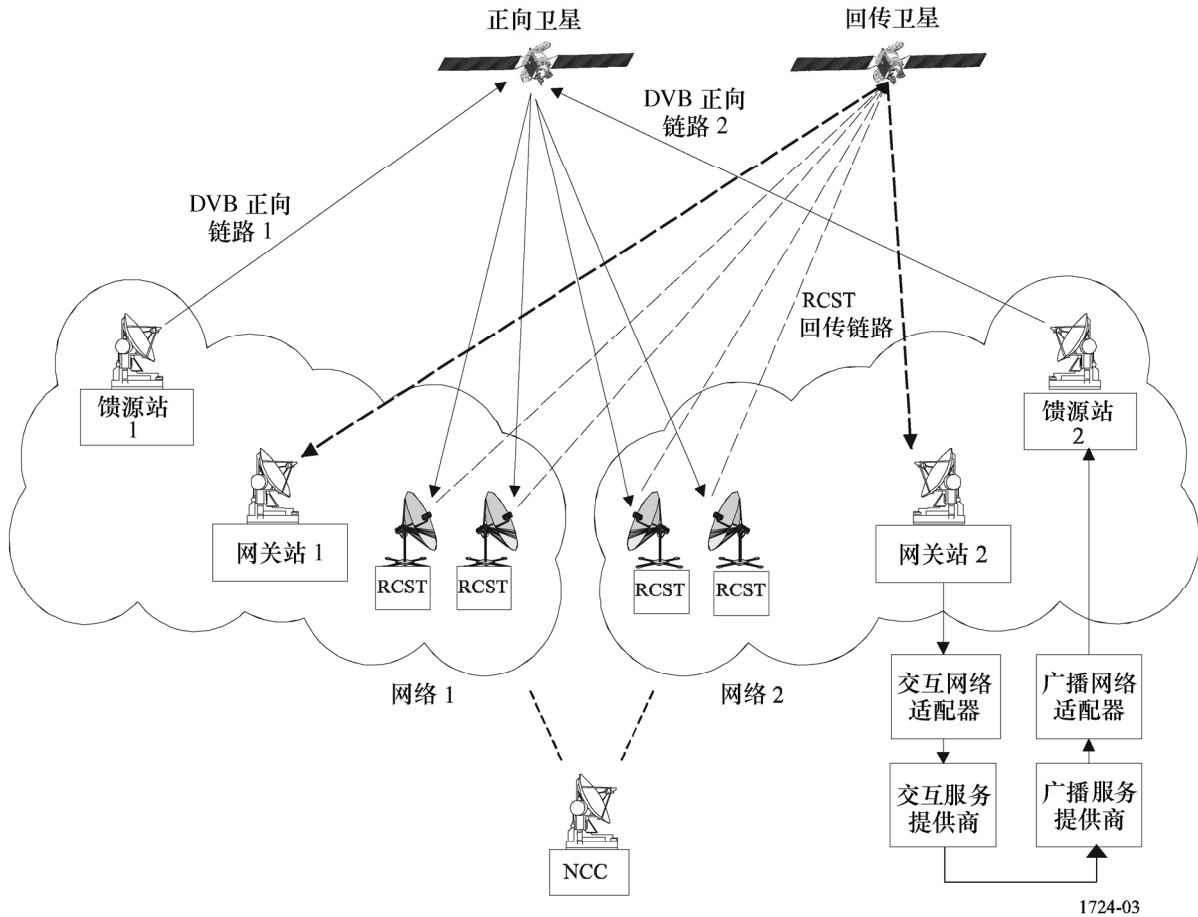 正向卫星
回传卫星
DVB 正向
链路 2
DVB 正向
链路 1
RCST
回传链路
馈源站
1
馈源站
2
网关站 1
网关站 2
RCST
RCST
RCST
RCST
网络 1
网络 2
交互网络
适配器
广播网络
适配器
交互服务
提供商
广播服务
提供商
NCC
1724-03